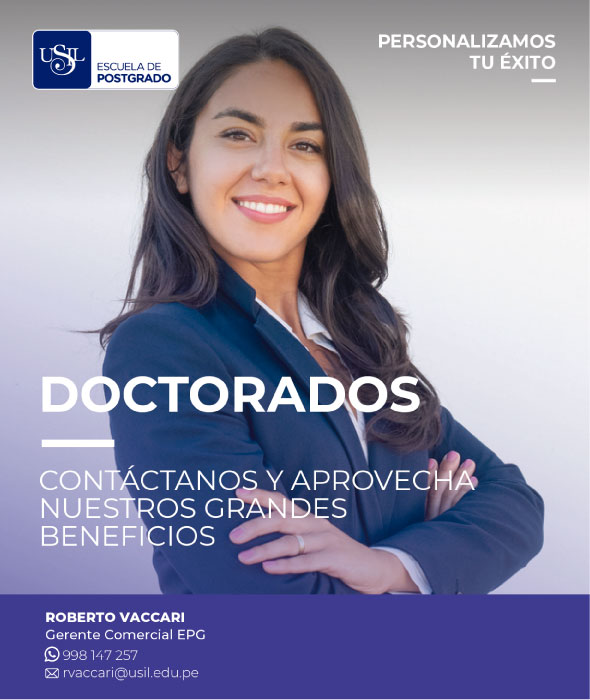 USIL
ESCUELA DE
POSTGRADO
PERSONALIZAMOS
TU ÉXITO
DOCTORADOS
CONTÁCTANOS Y APROVECHA
NUESTROS GRANDES
BENEFICIOS
ROBERTO VACCARI
Gerente Comercial EPG
998 147 257
rvaccari@usil.edu.pe